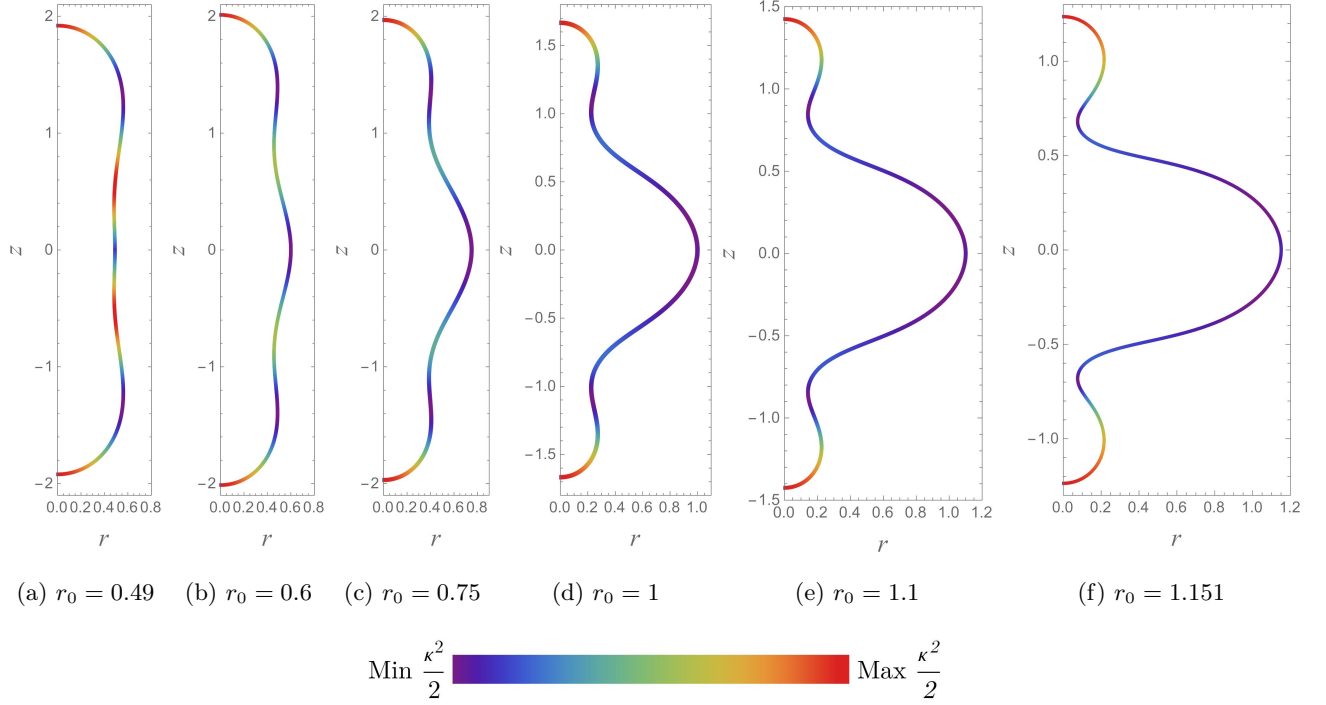 2 1 0 −1 −2
z
0.0 0.2 0.4 0.6 0.8
r
2 1 0 −1 −2
z
0.0 0.2 0.4 0.6 0.8
r
2 1 0 −1 −2
z
0.0 0.2 0.4 0.6 0.8
r
1.5 1.0 0.5 0.0 −0.5 −1.0 −1.5
z
0.0 0.2 0.4 0.6 0.8 1.0
r
1.5 1.0 0.5 0.0 −0.5 −1.0 −1.5
z
0.0 0.2 0.4 0.6 0.8 1.0 1.2
r
1.0 0.5 0.0 −0.5 −1.0
z
0.0 0.2 0.4 0.6 0.8 1.0 1.2
r
(a) r₀ = 0.49 (b) r₀ = 0.6 (c) r₀ = 0.75 (d) r₀ = 1 (e) r₀ = 1.1 (f) r₀ = 1.151
Min κ²/2 Max κ²/2